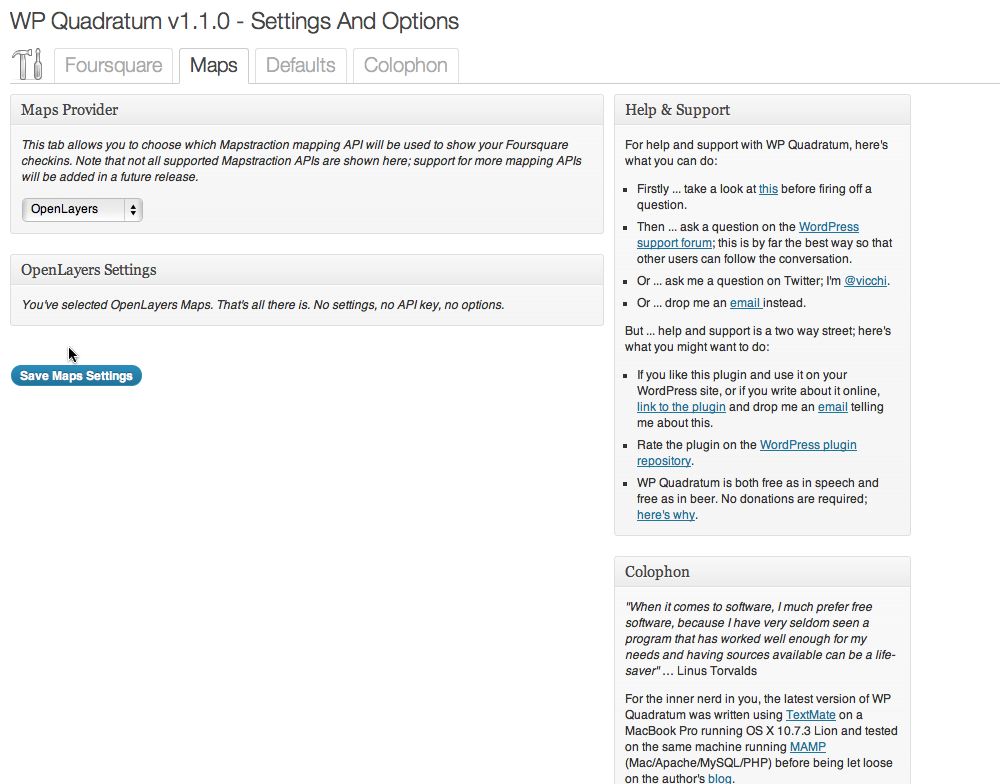 WP Quadratum v1.1.0 - Settings And Options
Foursquare Maps Defaults Colophon
Maps Provider
This tab allows you to choose which Mapstraction mapping API will be used to show your Foursquare
checkins. Note that not all supported Mapstraction APIs are shown here; support for more mapping APIs
will be added in a future release.
OpenLayers
OpenLayers Settings
You've selected OpenLayers Maps. That's all there is. No settings, no API key, no options.
Save Maps Settings
Help & Support
For help and support with WP Quadratum, here's
what you can do:
Firstly ... take a look at this before firing off a
question.
Then ... ask a question on the WordPress
support forum; this is by far the best way so that
other users can follow the conversation.
Or ... ask me a question on Twitter; I'm @vicchi.
Or ... drop me an email instead.
But ... help and support is a two way street; here's
what you might want to do:
If you like this plugin and use it on your
WordPress site, or if you write about it online,
link to the plugin and drop me an email telling
me about this.
Rate the plugin on the WordPress plugin
repository.
WP Quadratum is both free as in speech and
free as in beer. No donations are required;
here's why.
Colophon
"When it comes to software, I much prefer free
software, because I have very seldom seen a
program that has worked well enough for my
needs and having sources available can be a life-
saver" ... Linus Torvalds
For the inner nerd in you, the latest version of WP
Quadratum was written using TextMate on a
MacBook Pro running OS X 10.7.3 Lion and tested
on the same machine running MAMP
(Mac/Apache/MySQL/PHP) before being let loose
on the author's blog.